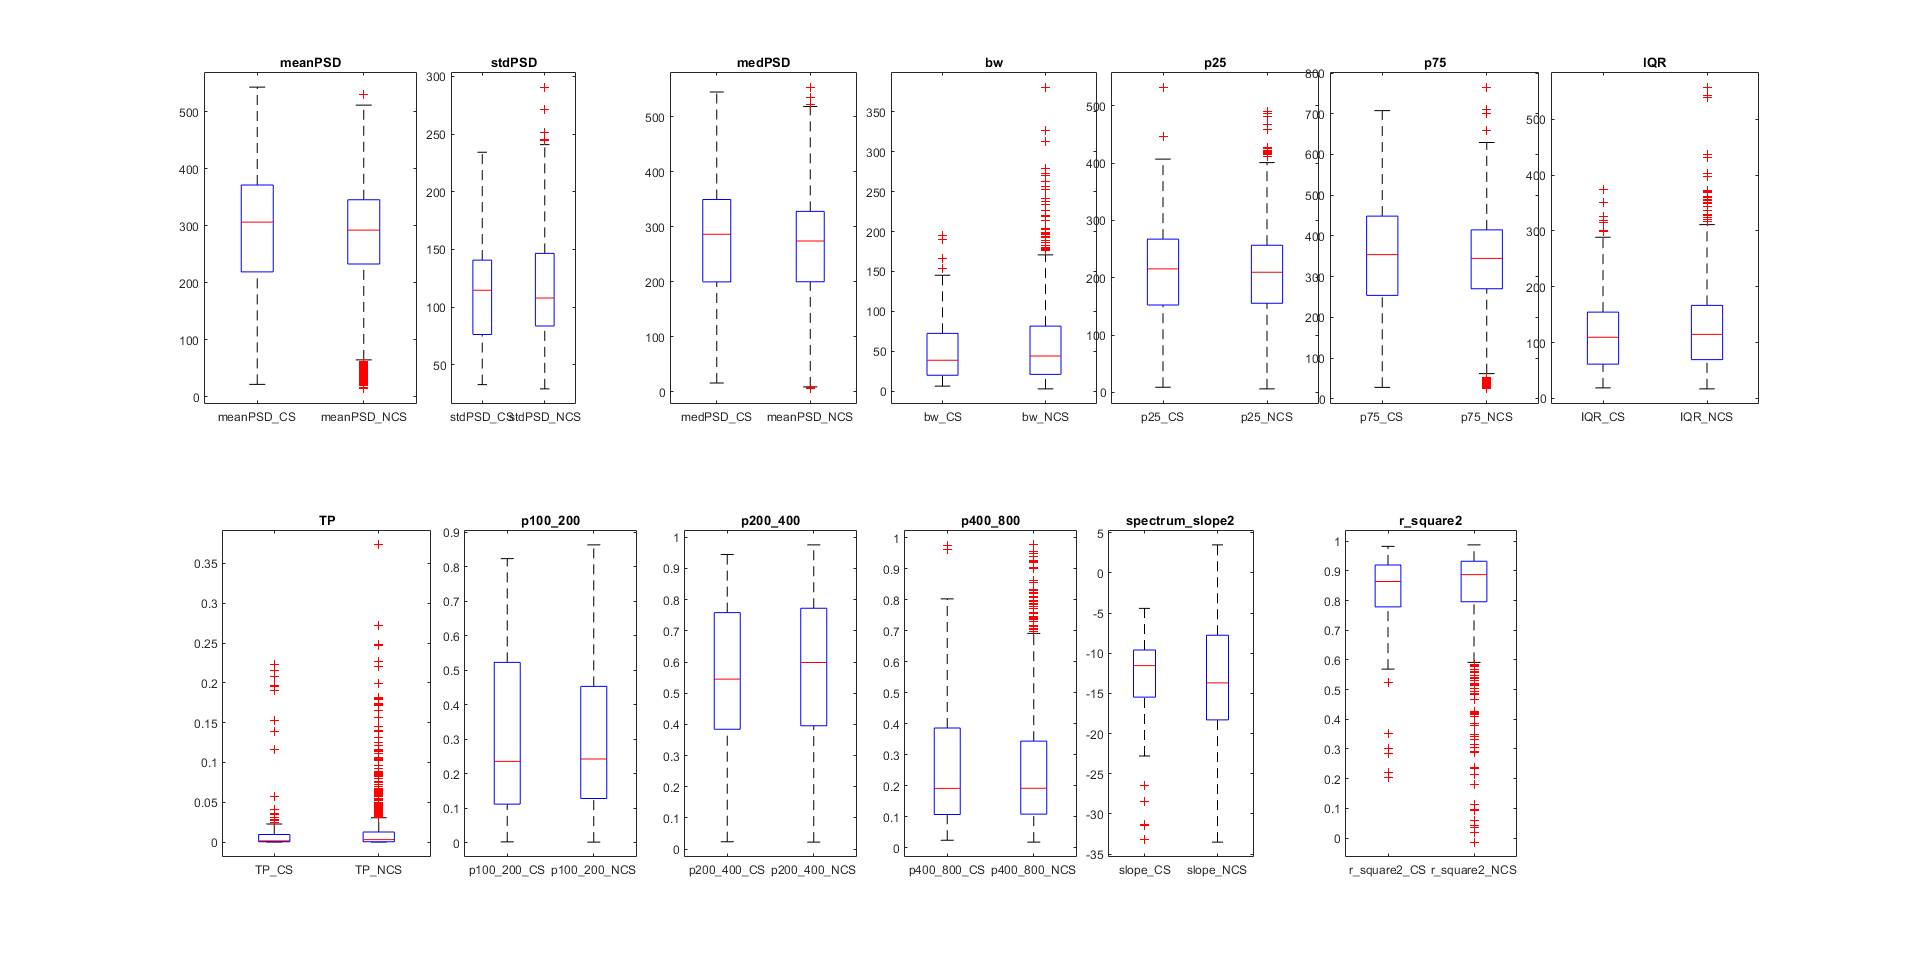 meanPSD
500
400
300
200
100
0
meanPSD_CS
meanPSD_NCS
stdPSD
300
250
200
150
100
50
stdPSD_CS
stdPSD_NCS
medPSD
500
400
300
200
100
0
medPSD_CS
meanPSD_NCS
bw
350
300
250
200
150
100
50
0
bw_CS
bw_NCS
p25
500
400
300
200
100
0
p25_CS
p25_NCS
p75
800
700
600
500
400
300
200
100
0
p75_CS
p75_NCS
IQR
500
400
300
200
100
0
IQR_CS
IQR_NCS
TP
0.35
0.3
0.25
0.2
0.15
0.1
0.05
0
TP_CS
TP_NCS
p100_200
0.9
0.8
0.7
0.6
0.5
0.4
0.3
0.2
0.1
0
p100_200_CS
p100_200_NCS
p200_400
1
0.9
0.8
0.7
0.6
0.5
0.4
0.3
0.2
0.1
0
p200_400_CS
p200_400_NCS
p400_800
1
0.9
0.8
0.7
0.6
0.5
0.4
0.3
0.2
0.1
0
p400_800_CS
p400_800_NCS
spectrum_slope2
5
0
-5
-10
-15
-20
-25
-30
-35
slope_CS
slope_NCS
r_square2
1
0.9
0.8
0.7
0.6
0.5
0.4
0.3
0.2
0.1
0
r_square2_CS
r_square2_NCS